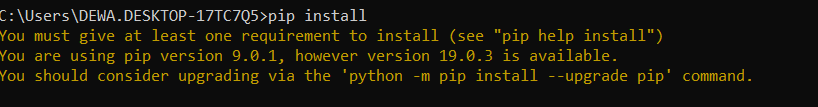 C:\Users\DEWA.DESKTOP-17TC7Q5>pip install
You must give at least one requirement to install (see "pip help install")
You are using pip version 9.0.1, however version 19.0.3 is available.
You should consider upgrading via the 'python -m pip install --upgrade pip' command.